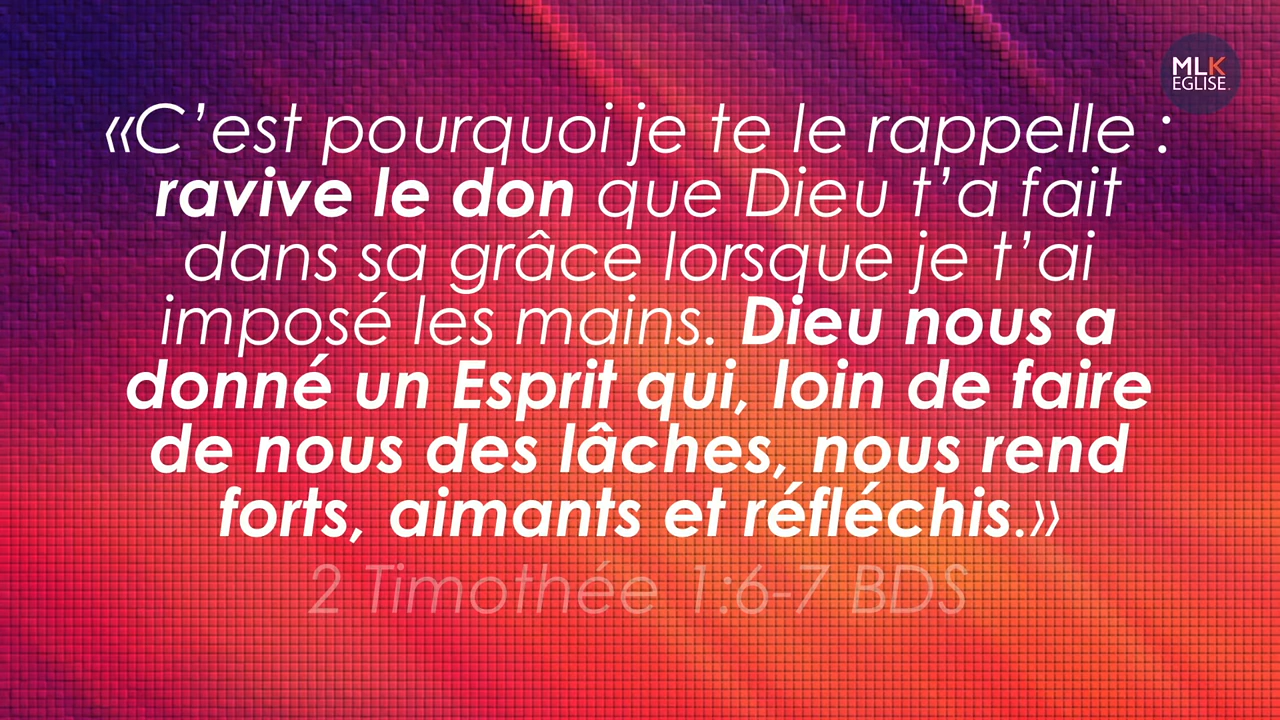 MLK
EGLISE
«C’est pourquoi je te le rappelle :
ravive le don que Dieu t’a fait
dans sa grâce lorsque je t’ai
imposé les mains. Dieu nous a
donné un Esprit qui, loin de faire
de nous des lâches, nous rend
forts, aimants et réfléchis.»
2 Timothée 1:6-7 BDS